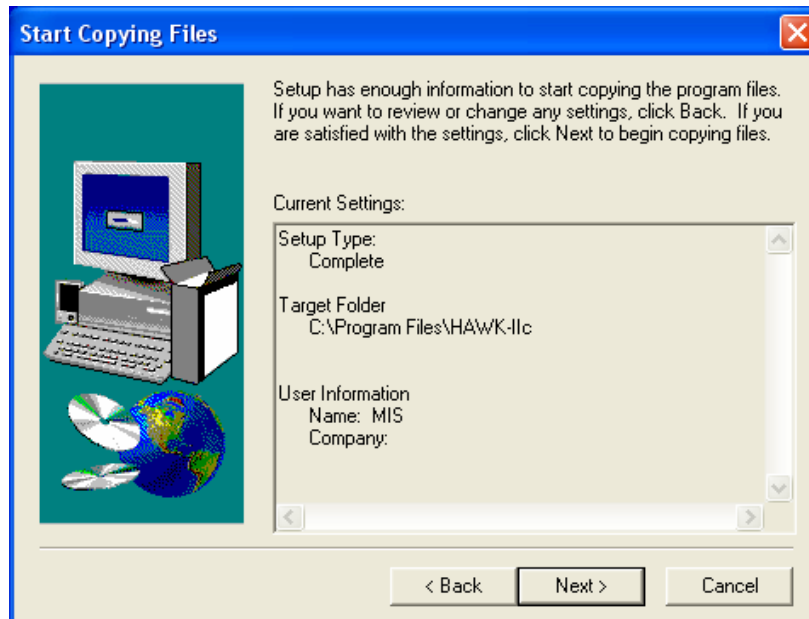 Start Copying Files
Setup has enough information to start copying the program files.
If you want to review or change any settings, click Back. If you
are satisfied with the settings, click Next to begin copying files.
Current Settings:
Setup Type:
Complete
Target Folder
C:\Program Files\HAWK-IIc
User Information
Name: MIS
Company:
< Back
Next >
Cancel